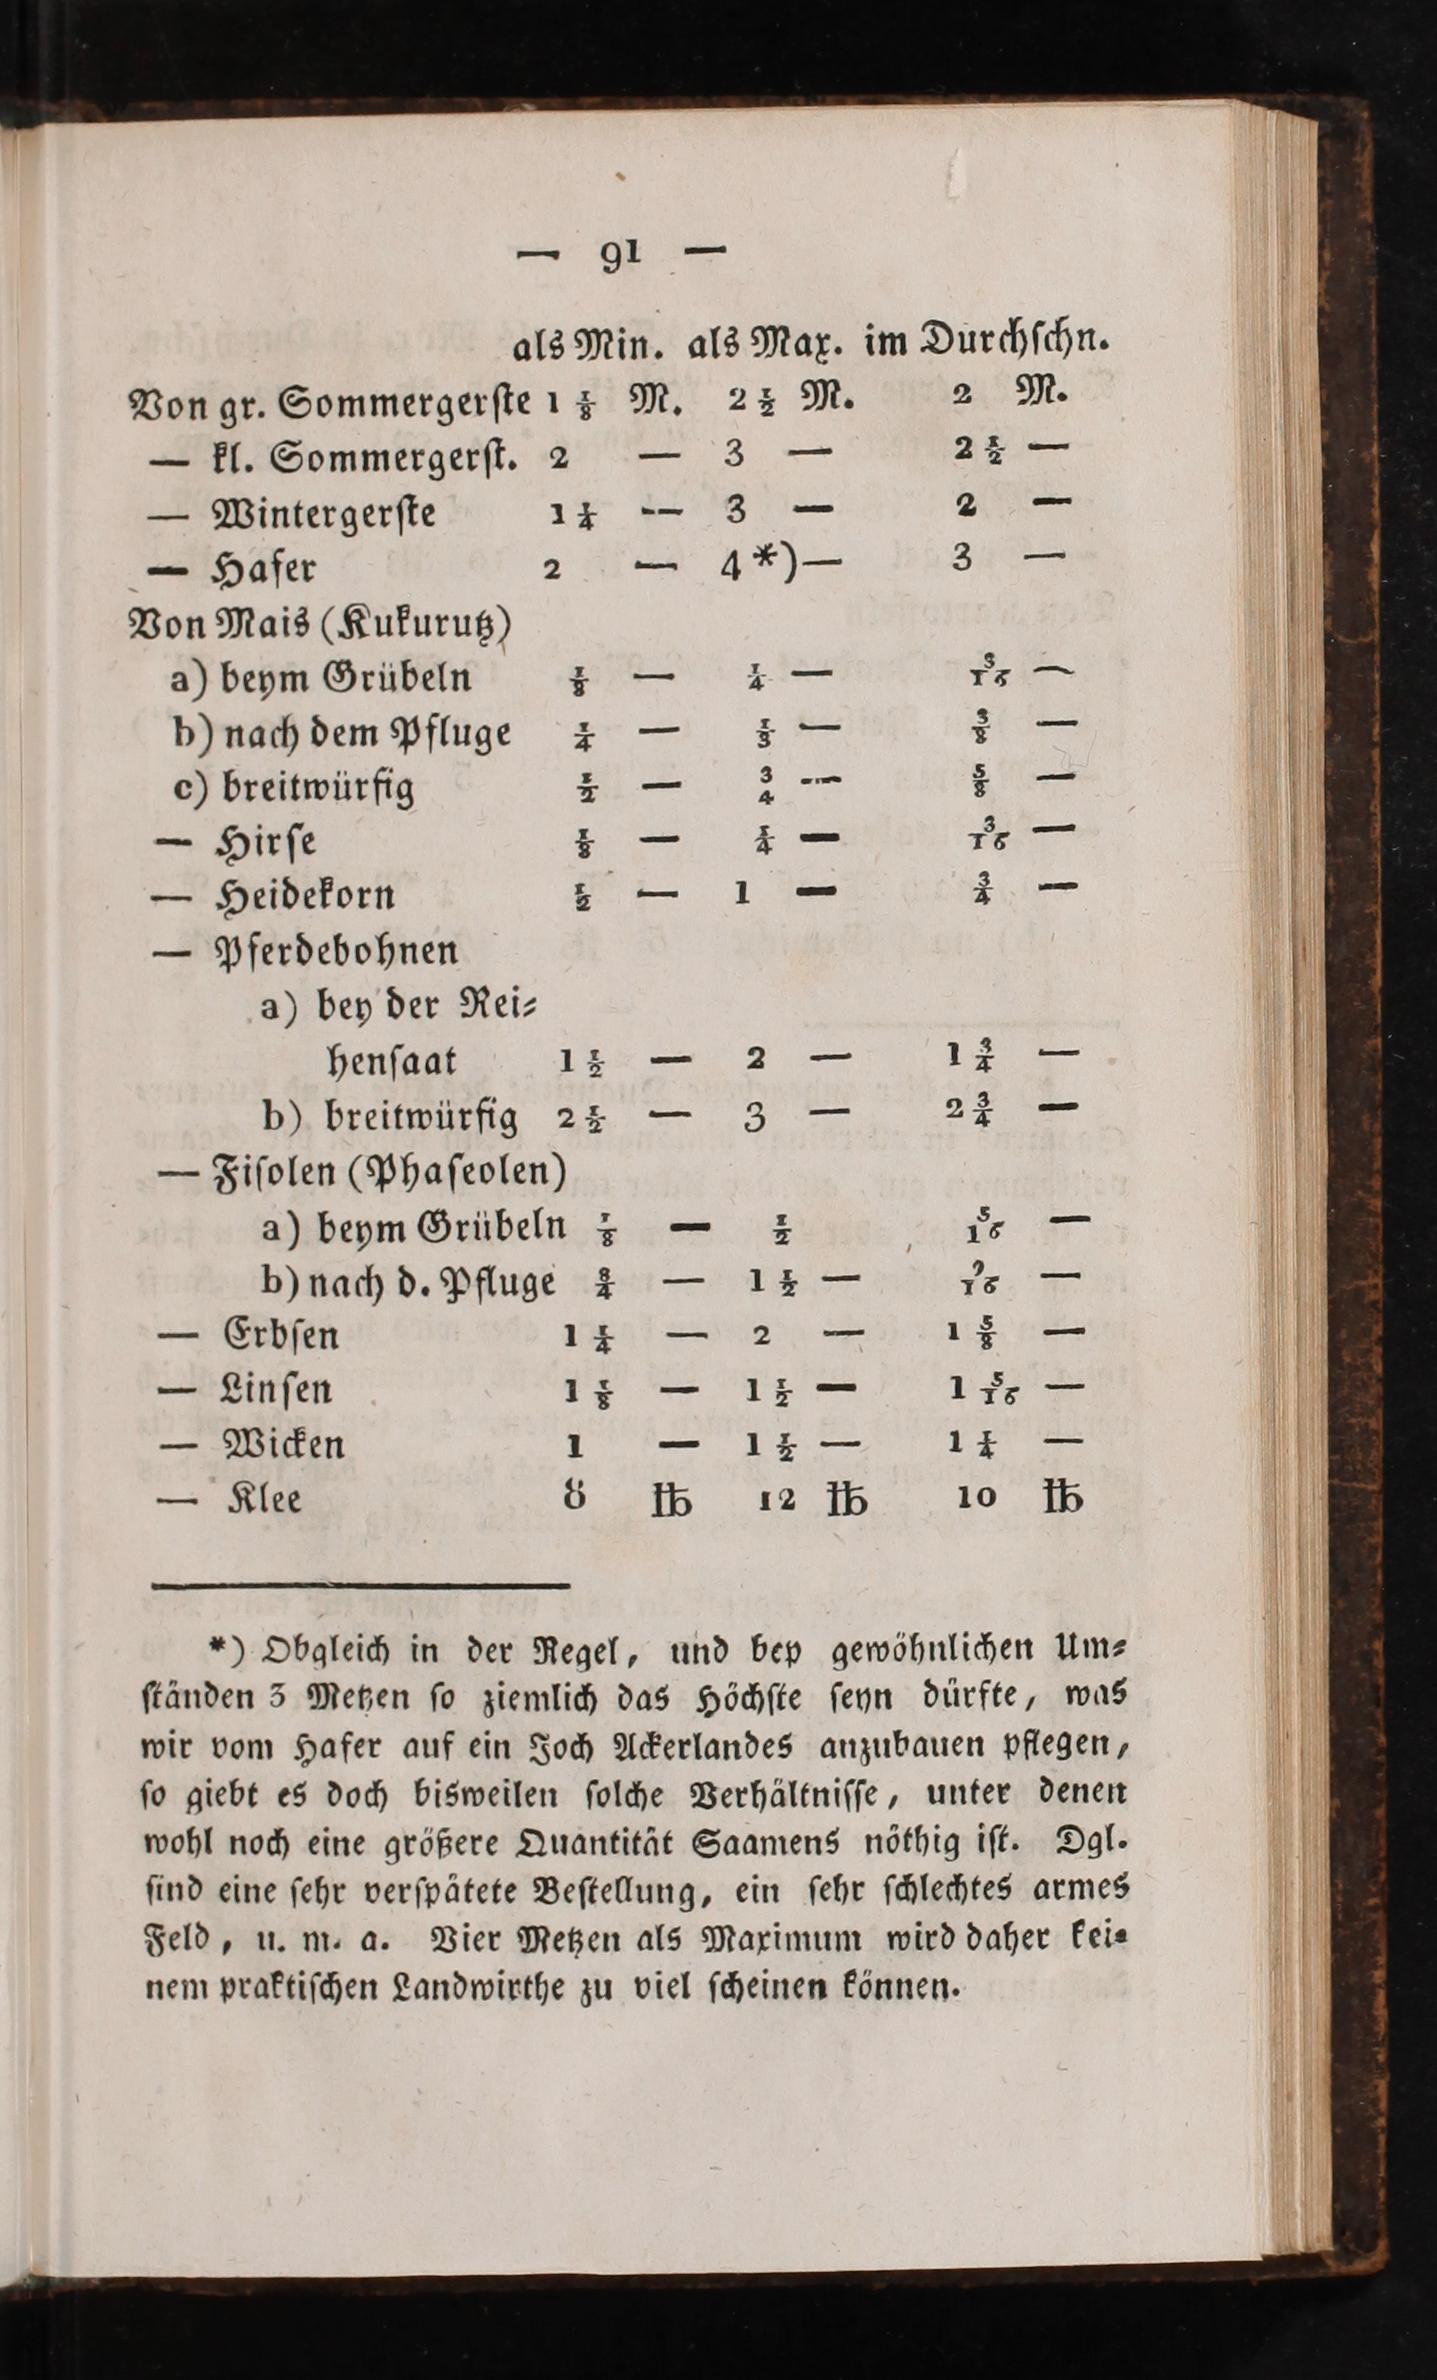 — 91 —
als Min. als Max. im Durchſchn.
Von gr. Sommergerſte 1 1/8 M. 2 1/2 M. 2 M.
— kl. Sommergerſt. 2 — 3 — 2 1/2 —
— Wintergerſte 1 1/4 — 3 — 2 —
— Hafer 2 — 4*)— 3 —
Von Mais (Kukurutz)
a) beym Grübeln 1/8 — 1/4 — 3/16 —
b) nach dem Pfluge 1/4 — 1/3 — 3/8 —
c) breitwürfig 1/2 — 3/4 — 5/8 —
— Hirſe 1/8 — 1/4 — 3/16 —
— Heidekorn 1/2 — 1 — 3/4 —
— Pferdebohnen
a) bey der Rei⸗
henſaat 1 1/2 — 2 — 1 3/4 —
b) breitwürfig 2 1/2 — 3 — 2 3/4 —
— Fiſolen (Phaſeolen)
a) beym Grübeln 1/8 — 1/2 5/16 —
b) nach d. Pfluge 3/4 — 1 1/2 — 9/16 —
— Erbſen 1 1/4 — 2 — 1 5/8 —
— Linſen 1 1/8 — 1 1/2 — 1 5/16 —
— Wicken 1 — 1 1/2 — 1 1/4 —
— Klee 8 ℔ 12 ℔ 10 ℔
*) Obgleich in der Regel, und bey gewöhnlichen Um⸗
ſtänden 3 Metzen ſo ziemlich das Höchſte ſeyn dürfte, was
wir vom Hafer auf ein Joch Ackerlandes anzubauen pflegen,
ſo giebt es doch bisweilen ſolche Verhältniſſe, unter denen
wohl noch eine größere Quantität Saamens nöthig iſt. Dgl.
ſind eine ſehr verſpätete Beſtellung, ein ſehr ſchlechtes armes
Feld, u. m. a. Vier Metzen als Maximum wird daher kei⸗
nem praktiſchen Landwirthe zu viel ſcheinen können.